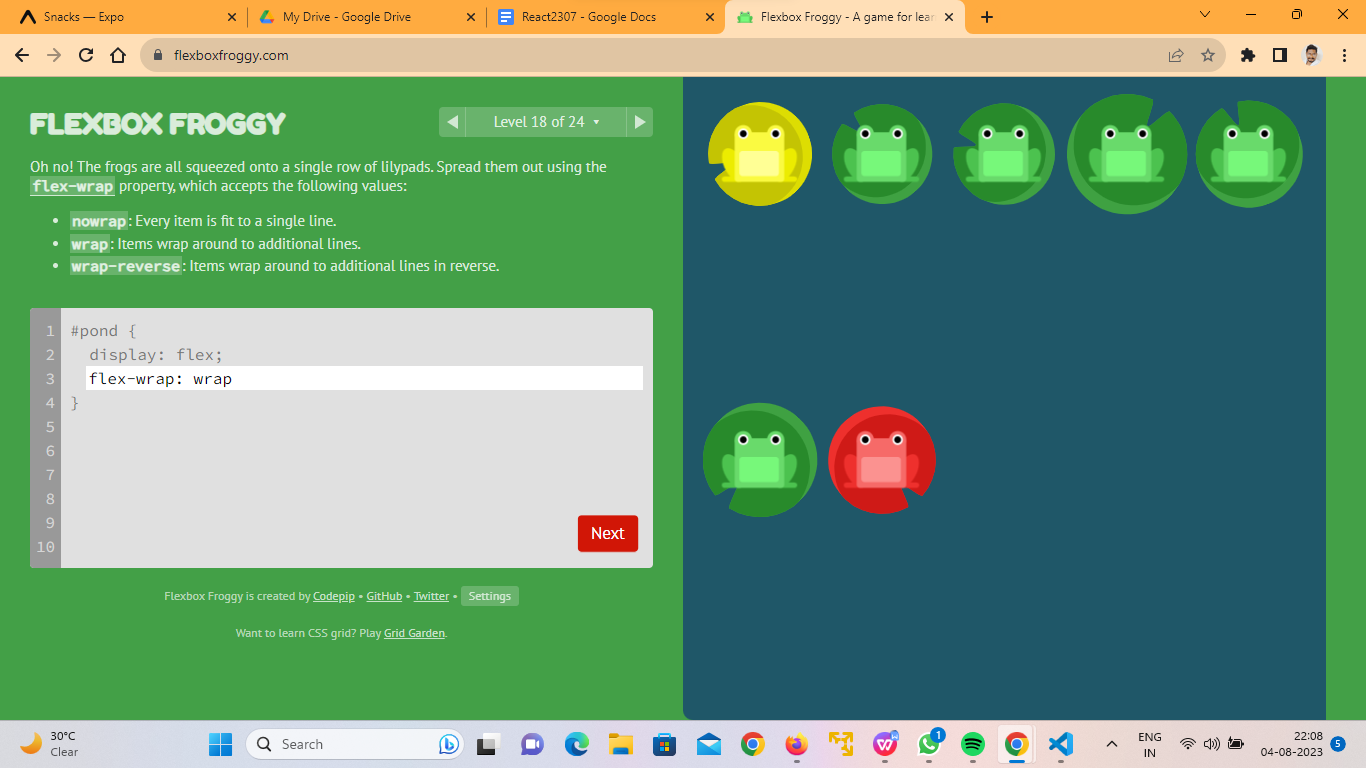 Snacks — Expo
My Drive - Google Drive
React2307 - Google Docs
Flexbox Froggy - A game for lear
flexboxfroggy.com
FLEXBOX FROGGY
Level 18 of 24
Oh no! The frogs are all squeezed onto a single row of lilypads. Spread them out using the
flex-wrap property, which accepts the following values:
• nowrap: Every item is fit to a single line.
• wrap: Items wrap around to additional lines.
• wrap-reverse: Items wrap around to additional lines in reverse.
1 #pond {
2 display: flex;
3 flex-wrap: wrap
4 }
5
6
7
8
9
10
Next
Flexbox Froggy is created by Codepip • GitHub • Twitter • Settings
Want to learn CSS grid? Play Grid Garden.
30°C
Clear
Search
1
ENG
IN
22:08
04-08-2023
5